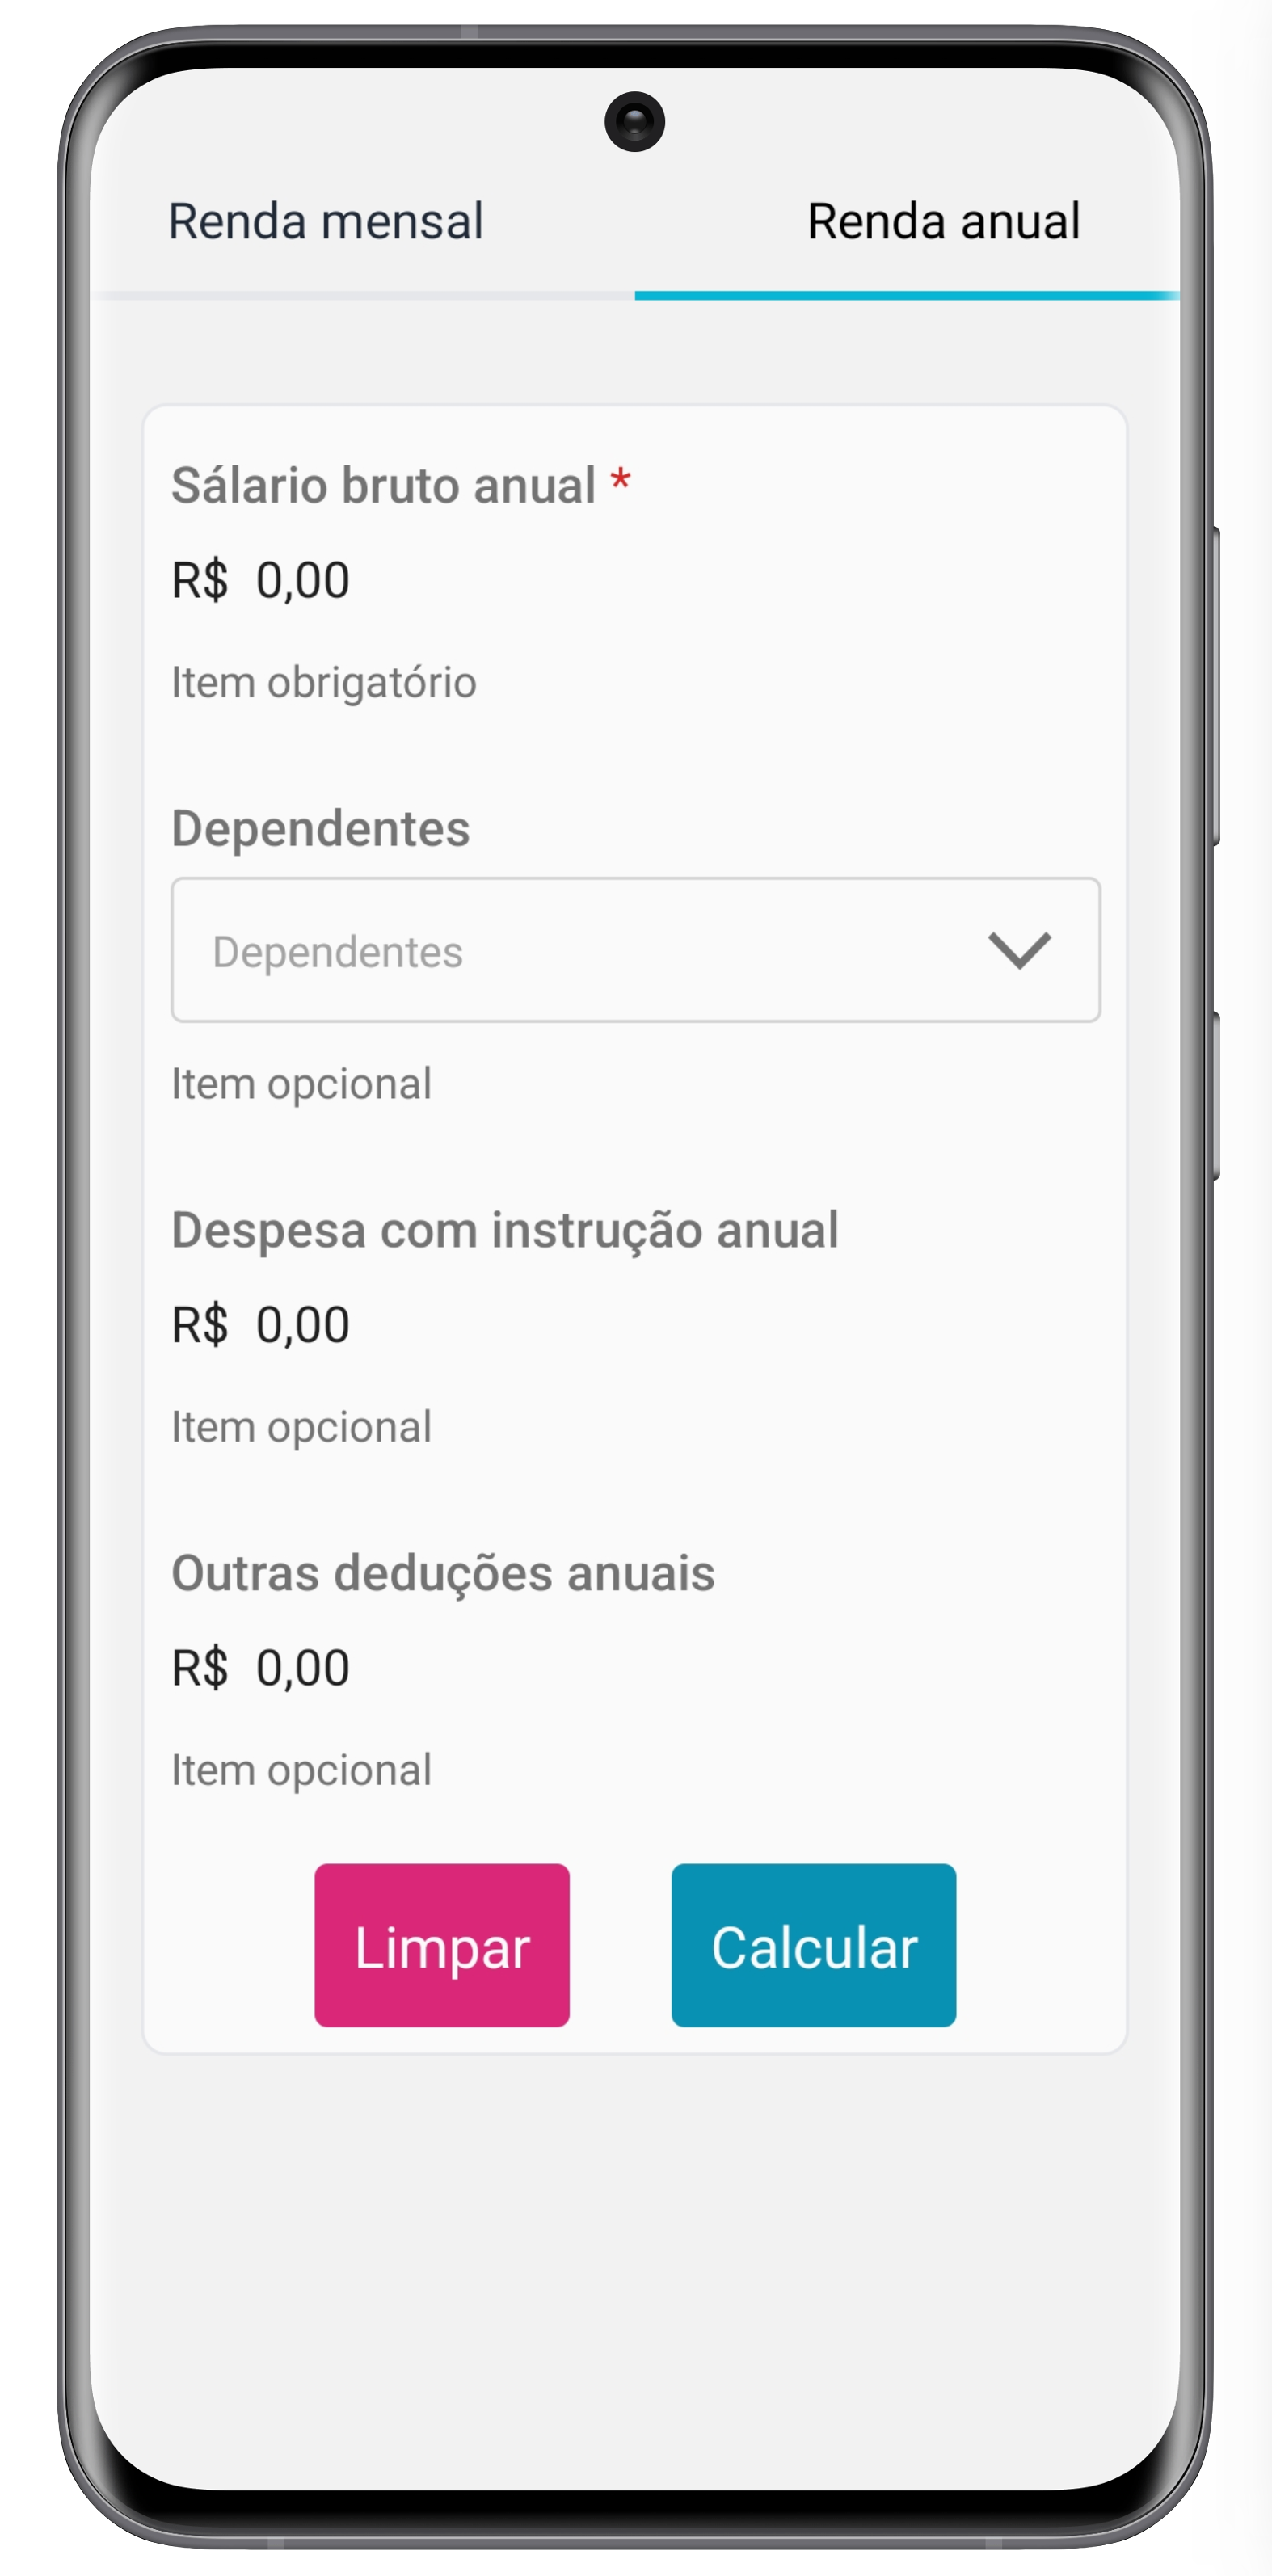 Renda mensal
Renda anual
Sálario bruto anual *
R$ 0,00
Item obrigatório
Dependentes
Dependentes
Item opcional
Despesa com instrução anual
R$ 0,00
Item opcional
Outras deduções anuais
R$ 0,00
Item opcional
Limpar
Calcular